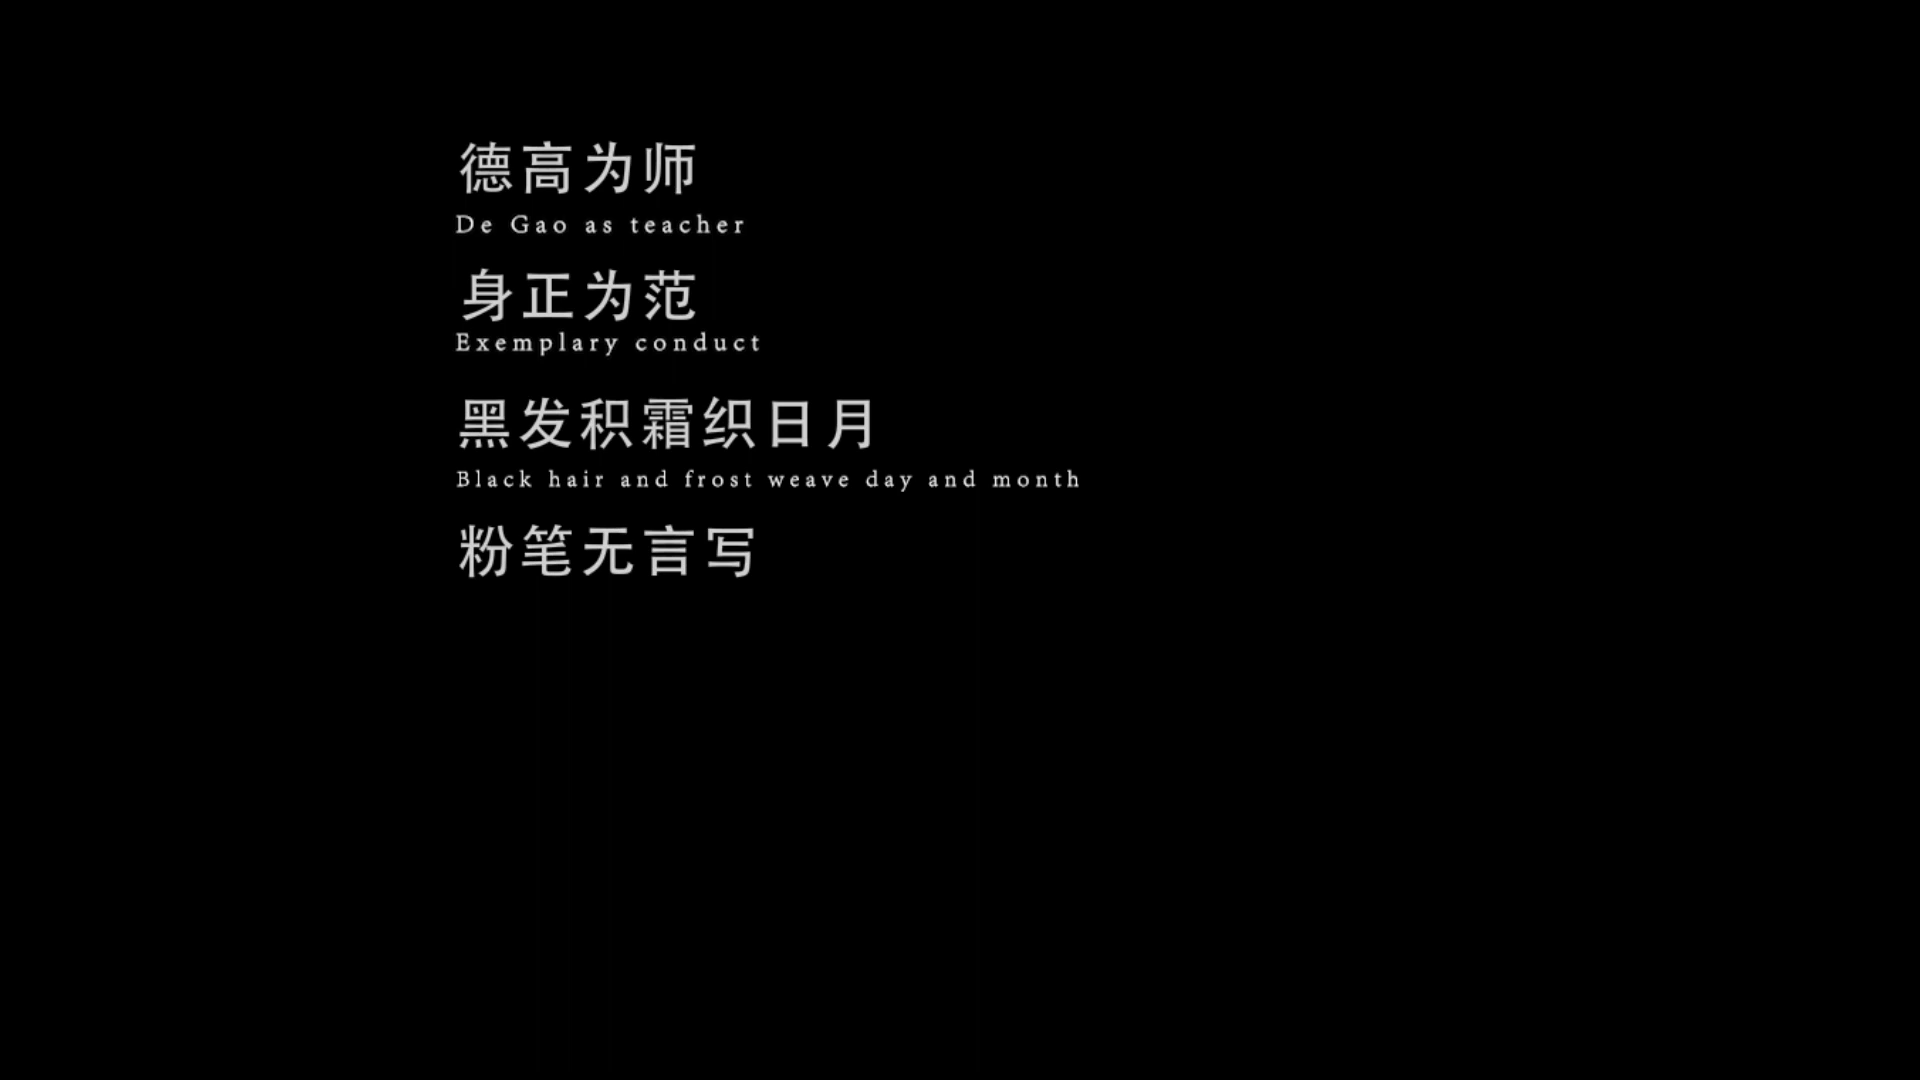 德高为师
De Gao as teacher
身正为范
Exemplary conduct
黑发积霜织日月
Black hair and frost weave day and month
粉笔无言写